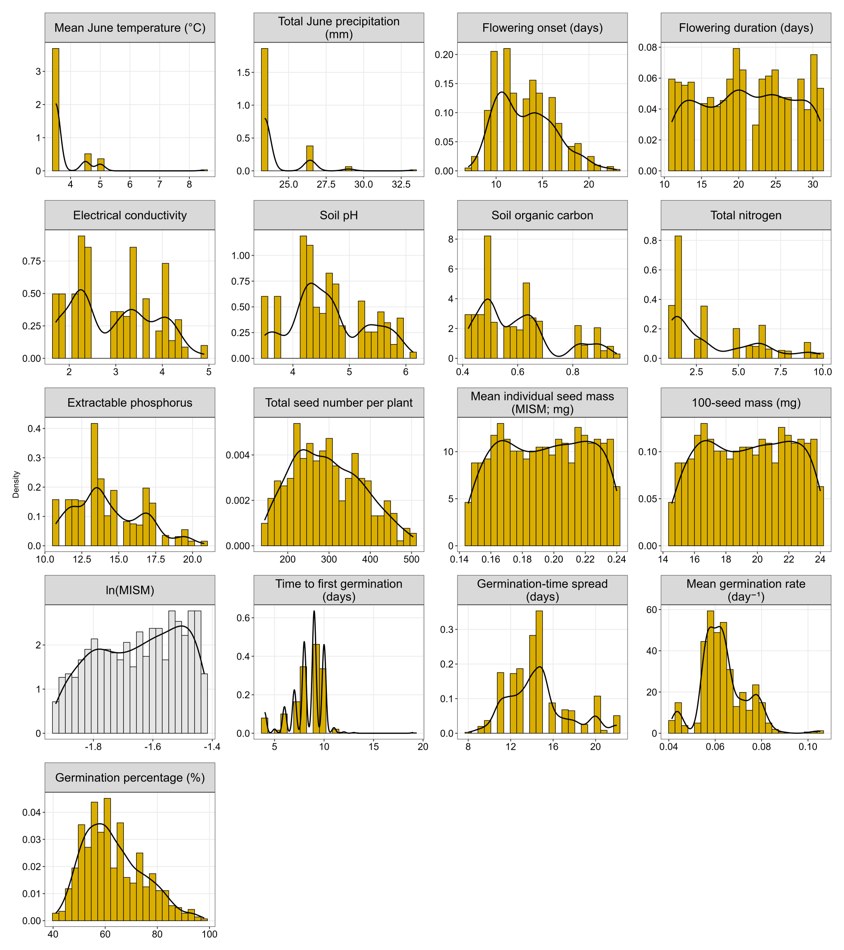 Mean June temperature (°C)
Total June precipitation
(mm)
Flowering onset (days)
Flowering duration (days)
3
2
1
0
4 5 6 7 8
1.5
1.0
0.5
0.0
25.0 27.5 30.0 32.5
0.20
0.15
0.10
0.05
0.00
10 15 20
0.08
0.06
0.04
0.02
0.00
10 15 20 25 30
Electrical conductivity
Soil pH
Soil organic carbon
Total nitrogen
0.75
0.50
0.25
0.00
2 3 4 5
1.00
0.75
0.50
0.25
0.00
4 5 6
8
6
4
2
0
0.4 0.6 0.8
0.8
0.6
0.4
0.2
0.0
2.5 5.0 7.5 10.0
Extractable phosphorus
Total seed number per plant
Mean individual seed mass
(MISM; mg)
100-seed mass (mg)
Density
0.4
0.3
0.2
0.1
0.0
10.0 12.5 15.0 17.5 20.0
0.004
0.002
0.000
200 300 400 500
10
5
0
0.14 0.16 0.18 0.20 0.22 0.24
0.10
0.05
0.00
14 16 18 20 22 24
ln(MISM)
Time to first germination
(days)
Germination-time spread
(days)
Mean germination rate
(day⁻¹)
2
1
0
-1.8 -1.6 -1.4
0.6
0.4
0.2
0.0
5 10 15 20
0.3
0.2
0.1
0.0
8 12 16 20
60
40
20
0
0.04 0.06 0.08 0.10
Germination percentage (%)
0.04
0.03
0.02
0.01
0.00
40 60 80 100